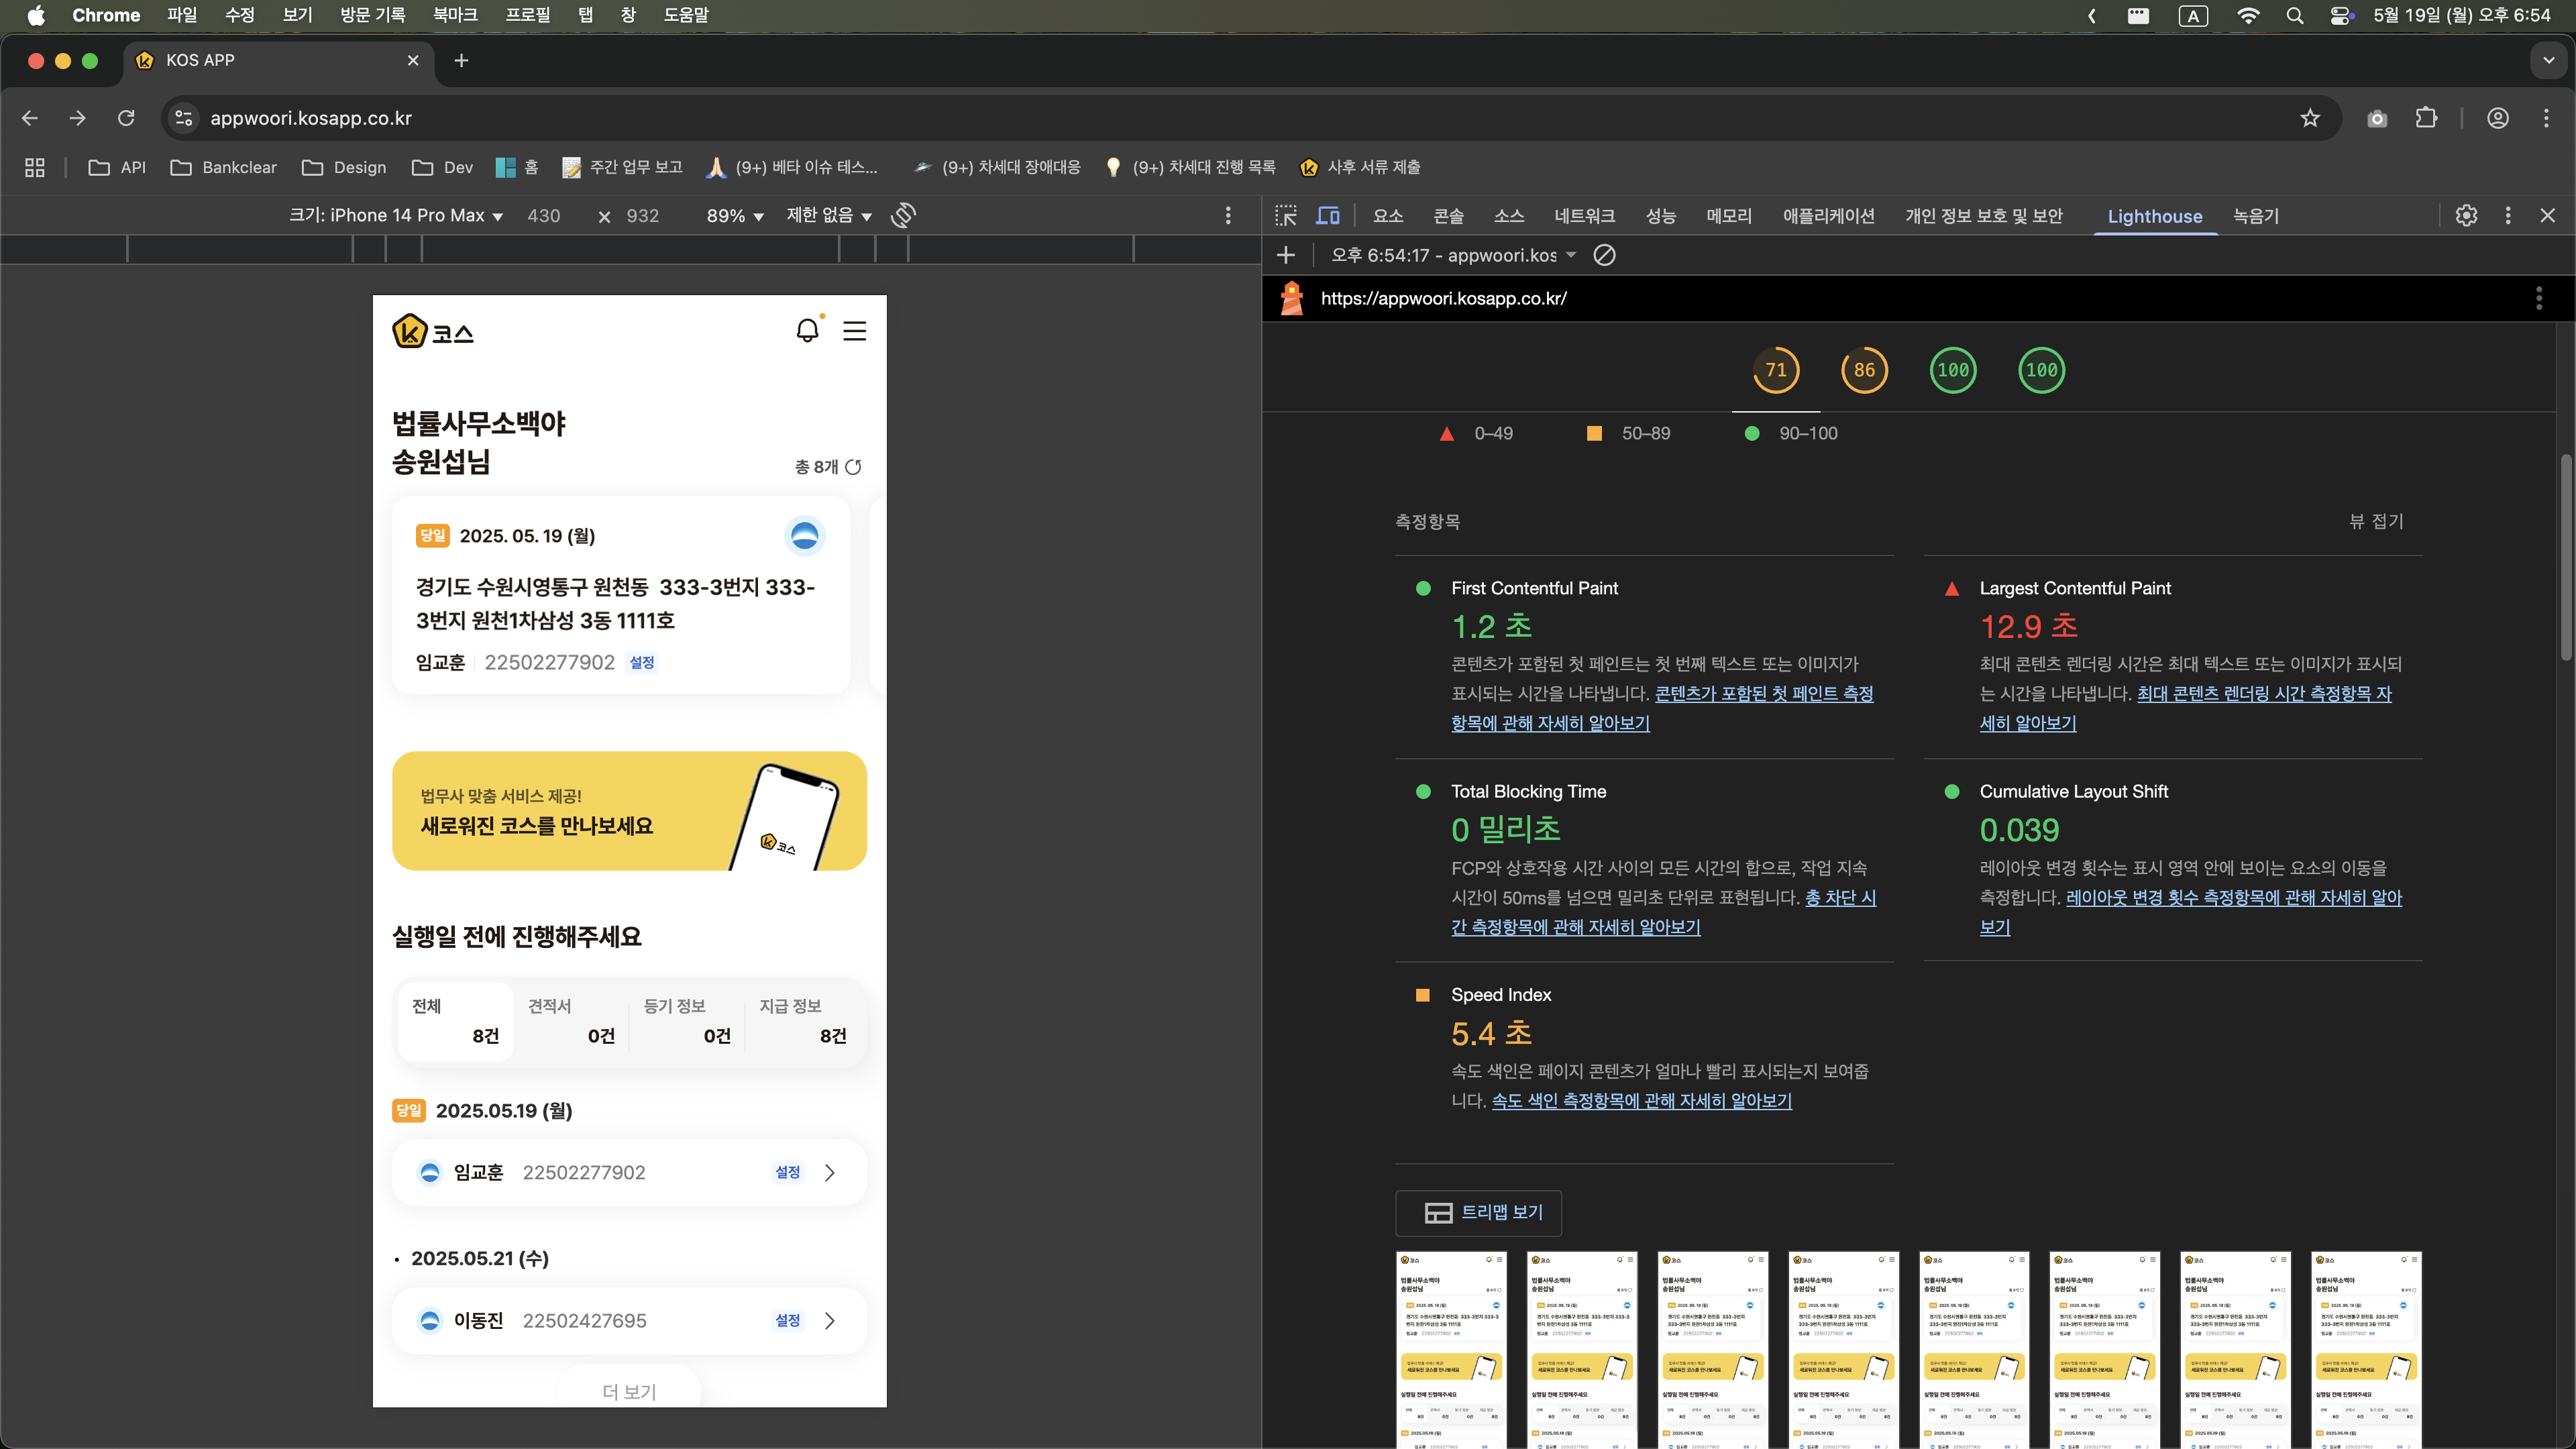 Chrome 파일 수정 보기 방문 기록 북마크 프로필 탭 창 도움말
A 5월 19일 (월) 오후 6:54
KOS APP
appwoori.kosapp.co.kr
API Bankclear Design Dev 홈 주간 업무 보고 (9+) 베타 이슈 테스... (9+) 차세대 장애대응 (9+) 차세대 진행 목록 사후 서류 제출
크기: iPhone 14 Pro Max 430 × 932 89% 제한 없음
코스
법률사무소백야
송원섭님
총 8개
당일 2025. 05. 19 (월)
경기도 수원시영통구 원천동 333-3번지 333-
3번지 원천1차삼성 3동 1111호
임교훈 22502277902 설정
법무사 맞춤 서비스 제공!
새로워진 코스를 만나보세요
코스
실행일 전에 진행해주세요
전체 견적서 등기 정보 지급 정보
8건 0건 0건 8건
당일 2025.05.19 (월)
임교훈 22502277902 설정
· 2025.05.21 (수)
이동진 22502427695 설정
더 보기
요소 콘솔 소스 네트워크 성능 메모리 애플리케이션 개인 정보 보호 및 보안 Lighthouse 녹음기
오후 6:54:17 - appwoori.kos
https://appwoori.kosapp.co.kr/
71 86 100 100
0–49 50–89 90–100
측정항목 뷰 접기
First Contentful Paint
1.2 초
콘텐츠가 포함된 첫 페인트는 첫 번째 텍스트 또는 이미지가
표시되는 시간을 나타냅니다. 콘텐츠가 포함된 첫 페인트 측정
항목에 관해 자세히 알아보기
Largest Contentful Paint
12.9 초
최대 콘텐츠 렌더링 시간은 최대 텍스트 또는 이미지가 표시되
는 시간을 나타냅니다. 최대 콘텐츠 렌더링 시간 측정항목 자
세히 알아보기
Total Blocking Time
0 밀리초
FCP와 상호작용 시간 사이의 모든 시간의 합으로, 작업 지속
시간이 50ms를 넘으면 밀리초 단위로 표현됩니다. 총 차단 시
간 측정항목에 관해 자세히 알아보기
Cumulative Layout Shift
0.039
레이아웃 변경 횟수는 표시 영역 안에 보이는 요소의 이동을
측정합니다. 레이아웃 변경 횟수 측정항목에 관해 자세히 알아
보기
Speed Index
5.4 초
속도 색인은 페이지 콘텐츠가 얼마나 빨리 표시되는지 보여줍
니다. 속도 색인 측정항목에 관해 자세히 알아보기
트리맵 보기